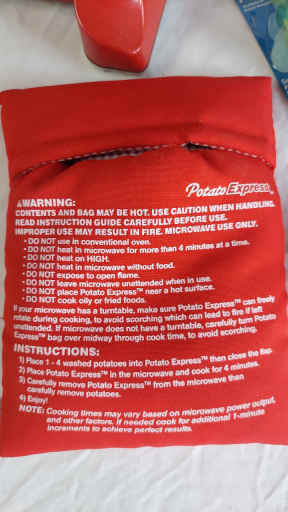 Potato Express
⚠WARNING:
CONTENTS AND BAG MAY BE HOT. USE CAUTION WHEN HANDLING.
READ INSTRUCTION GUIDE CAREFULLY BEFORE USE.
IMPROPER USE MAY RESULT IN FIRE. MICROWAVE USE ONLY.
• DO NOT use in conventional oven.
• DO NOT heat in microwave for more than 4 minutes at a time.
• DO NOT heat on HIGH.
• DO NOT heat in microwave without food.
• DO NOT expose to open flame.
• DO NOT leave microwave unattended when in use.
• DO NOT place Potato Express™ near a hot surface.
• DO NOT cook oily or fried foods.
If your microwave has a turntable, make sure Potato Express™ can freely
rotate during cooking, to avoid scorching which can lead to fire if left
unattended. If microwave does not have a turntable, carefully turn Potato
Express™ bag over midway through cook time, to avoid scorching.
INSTRUCTIONS:
1) Place 1 - 4 washed potatoes into Potato Express™ then close the flap.
2) Place Potato Express™ in the microwave and cook for 4 minutes.
3) Carefully remove Potato Express™ from the microwave then
carefully remove potatoes.
4) Enjoy!
NOTE: Cooking times may vary based on microwave power output,
and other factors. If needed cook for additional 1-minute
increments to achieve perfect results.